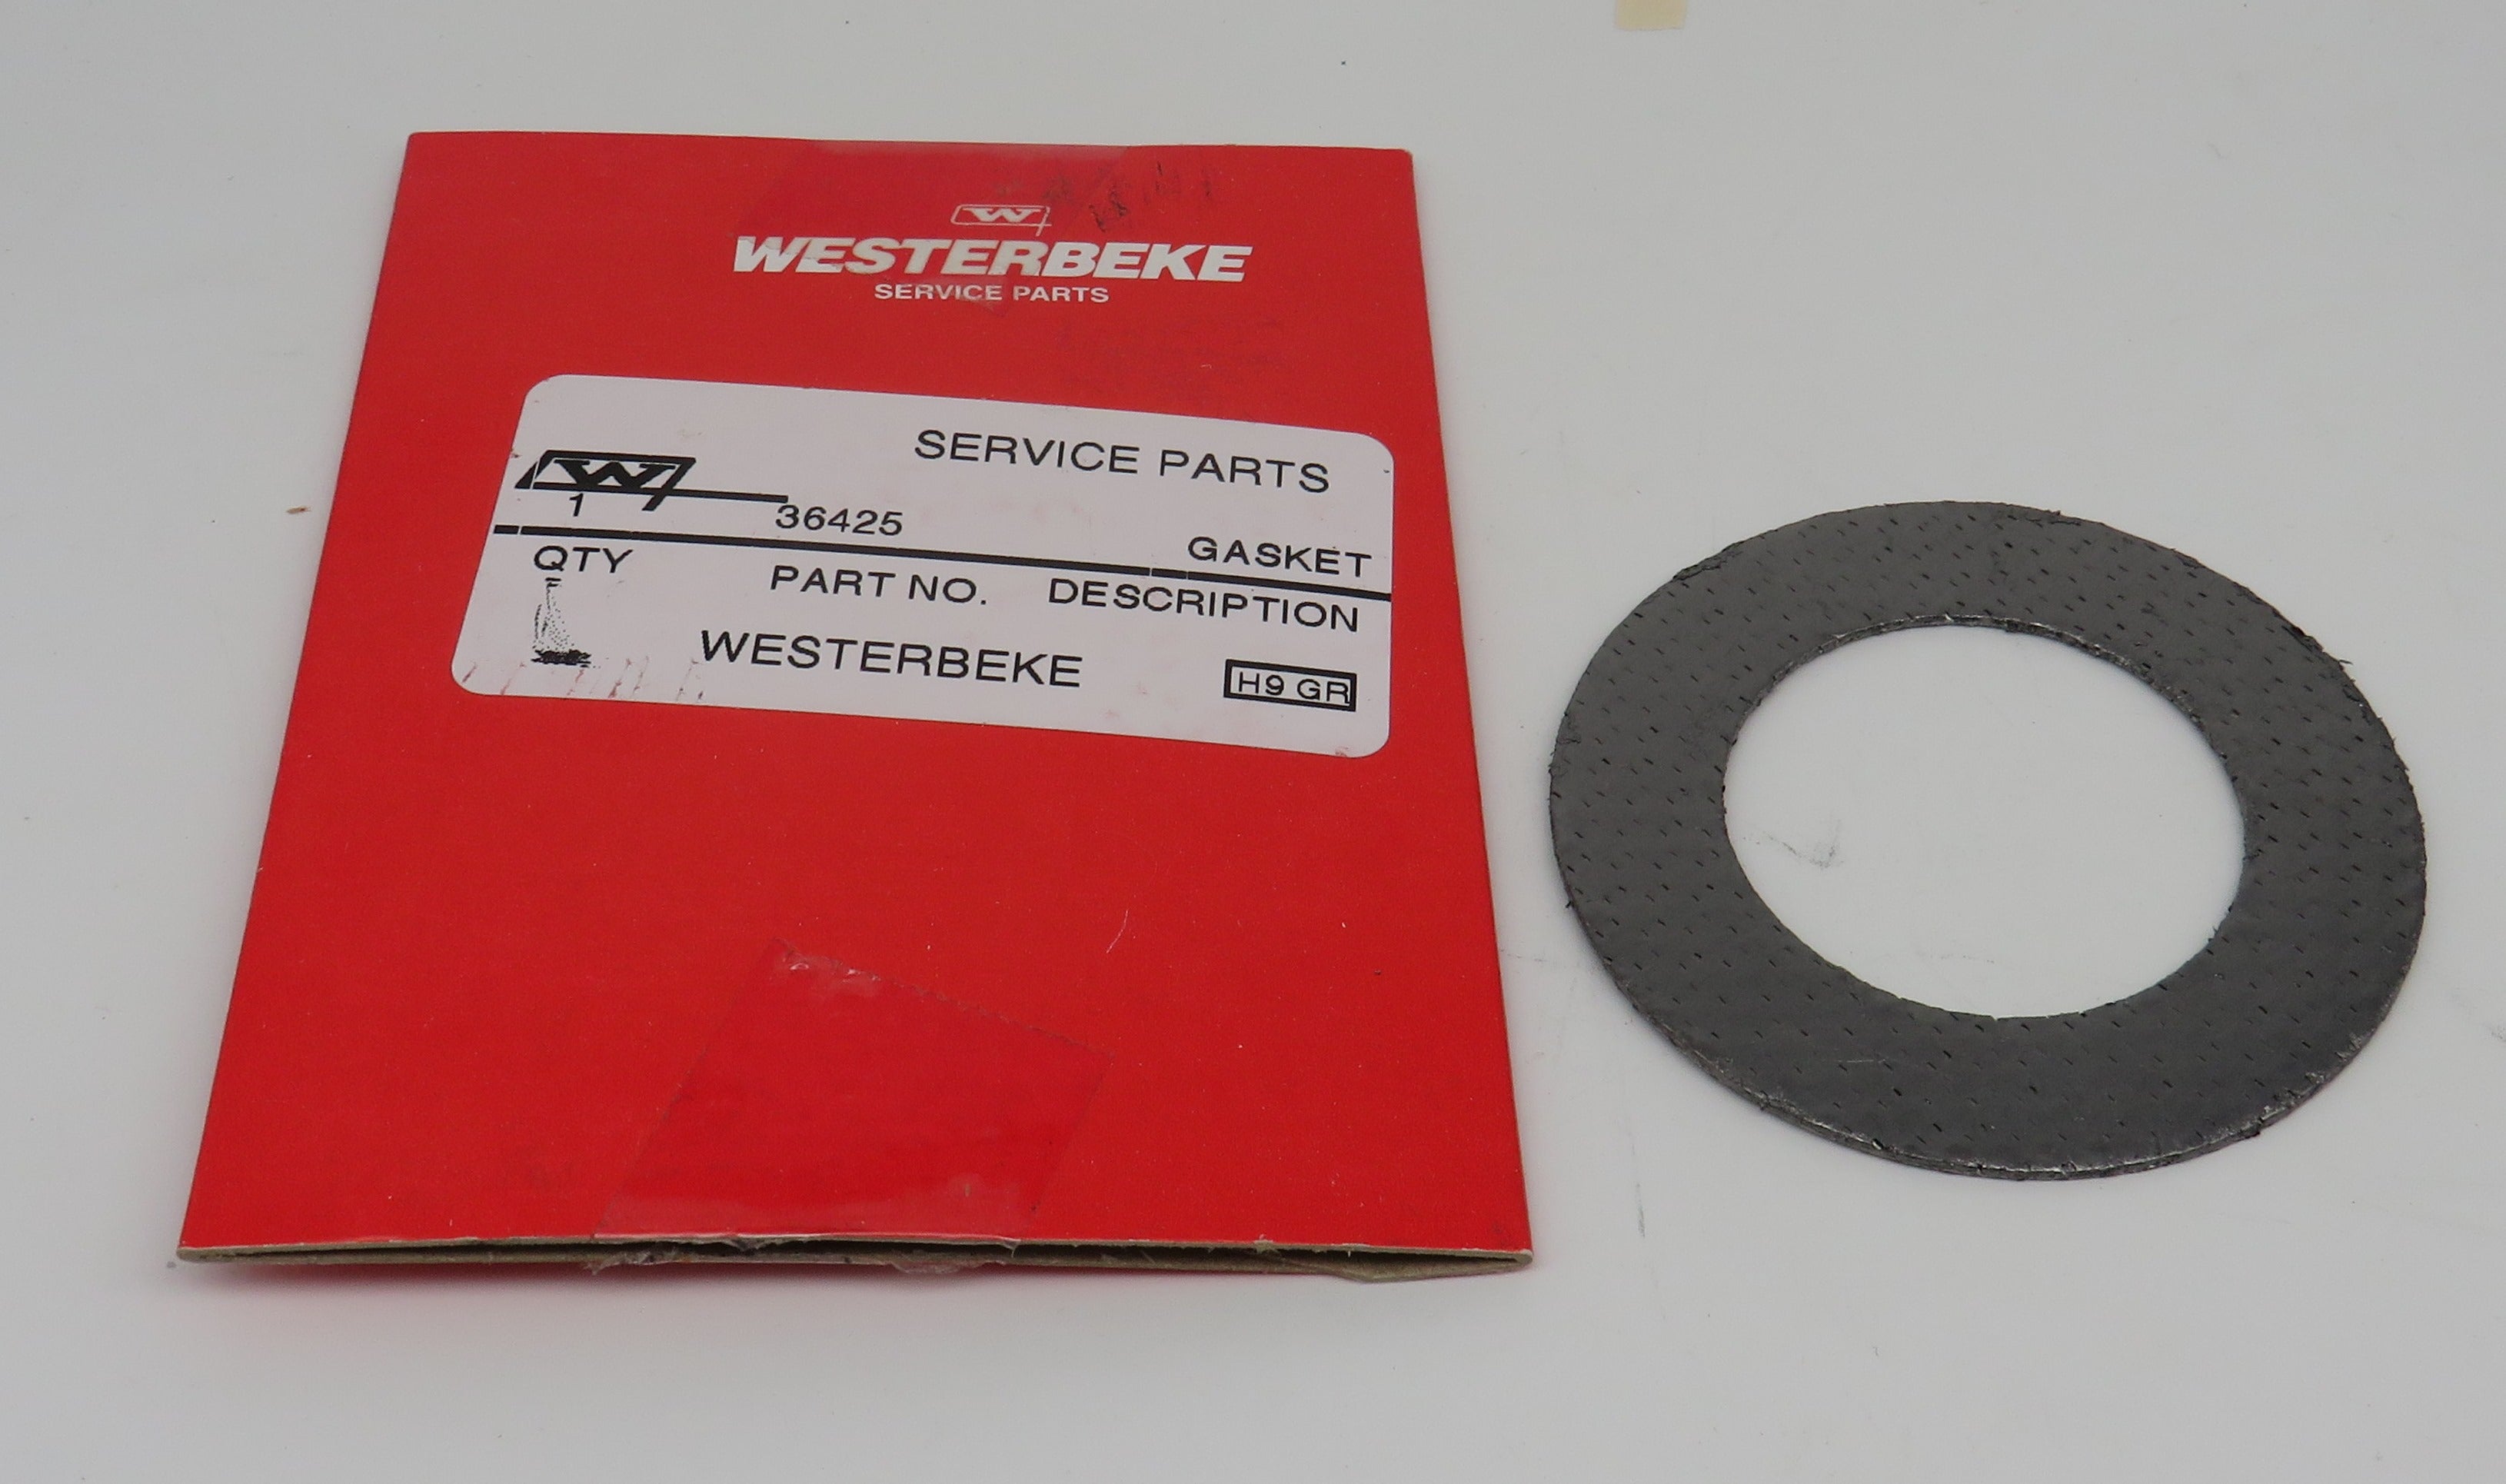 W
WESTERBEKE
SERVICE PARTS
SERVICE PARTS
W
1 36425 GASKET
QTY PART NO. DESCRIPTION
WESTERBEKE H9 GR